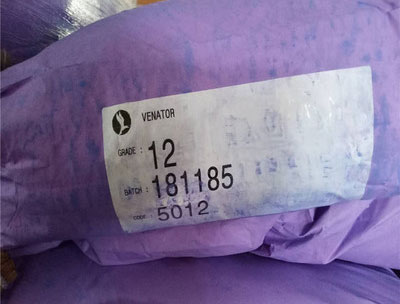 VENATOR
GRADE : 12
BATCH : 181185
CODE : 5012